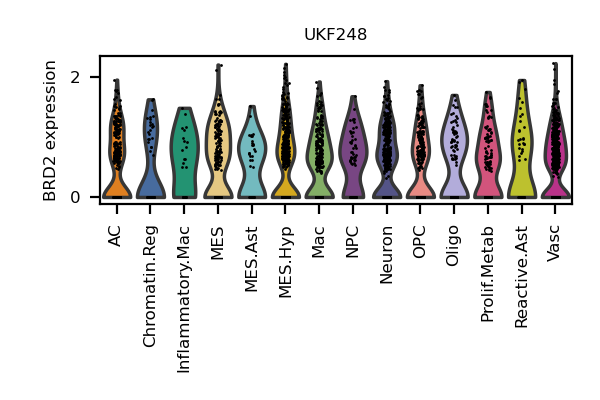 UKF248
BRD2 expression
2
0
AC
Chromatin.Reg
Inflammatory.Mac
MES
MES.Ast
MES.Hyp
Mac
NPC
Neuron
OPC
Oligo
Prolif.Metab
Reactive.Ast
Vasc